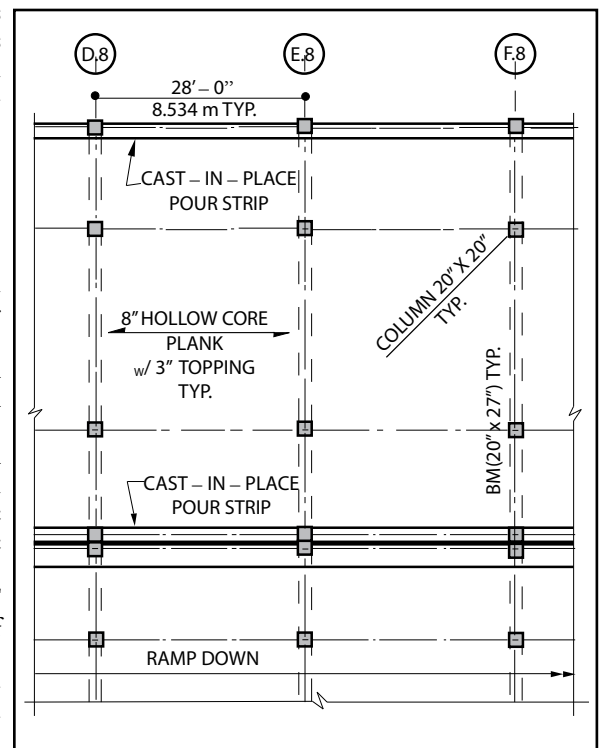 D.8 E.8 F.8
28′ – 0′′
8.534 m TYP.
CAST – IN – PLACE
POUR STRIP
COLUMN 20″ X 20″
TYP.
8″ HOLLOW CORE
PLANK
w/ 3″ TOPPING
TYP.
BM(20″ x 27″) TYP.
CAST – IN – PLACE
POUR STRIP
RAMP DOWN